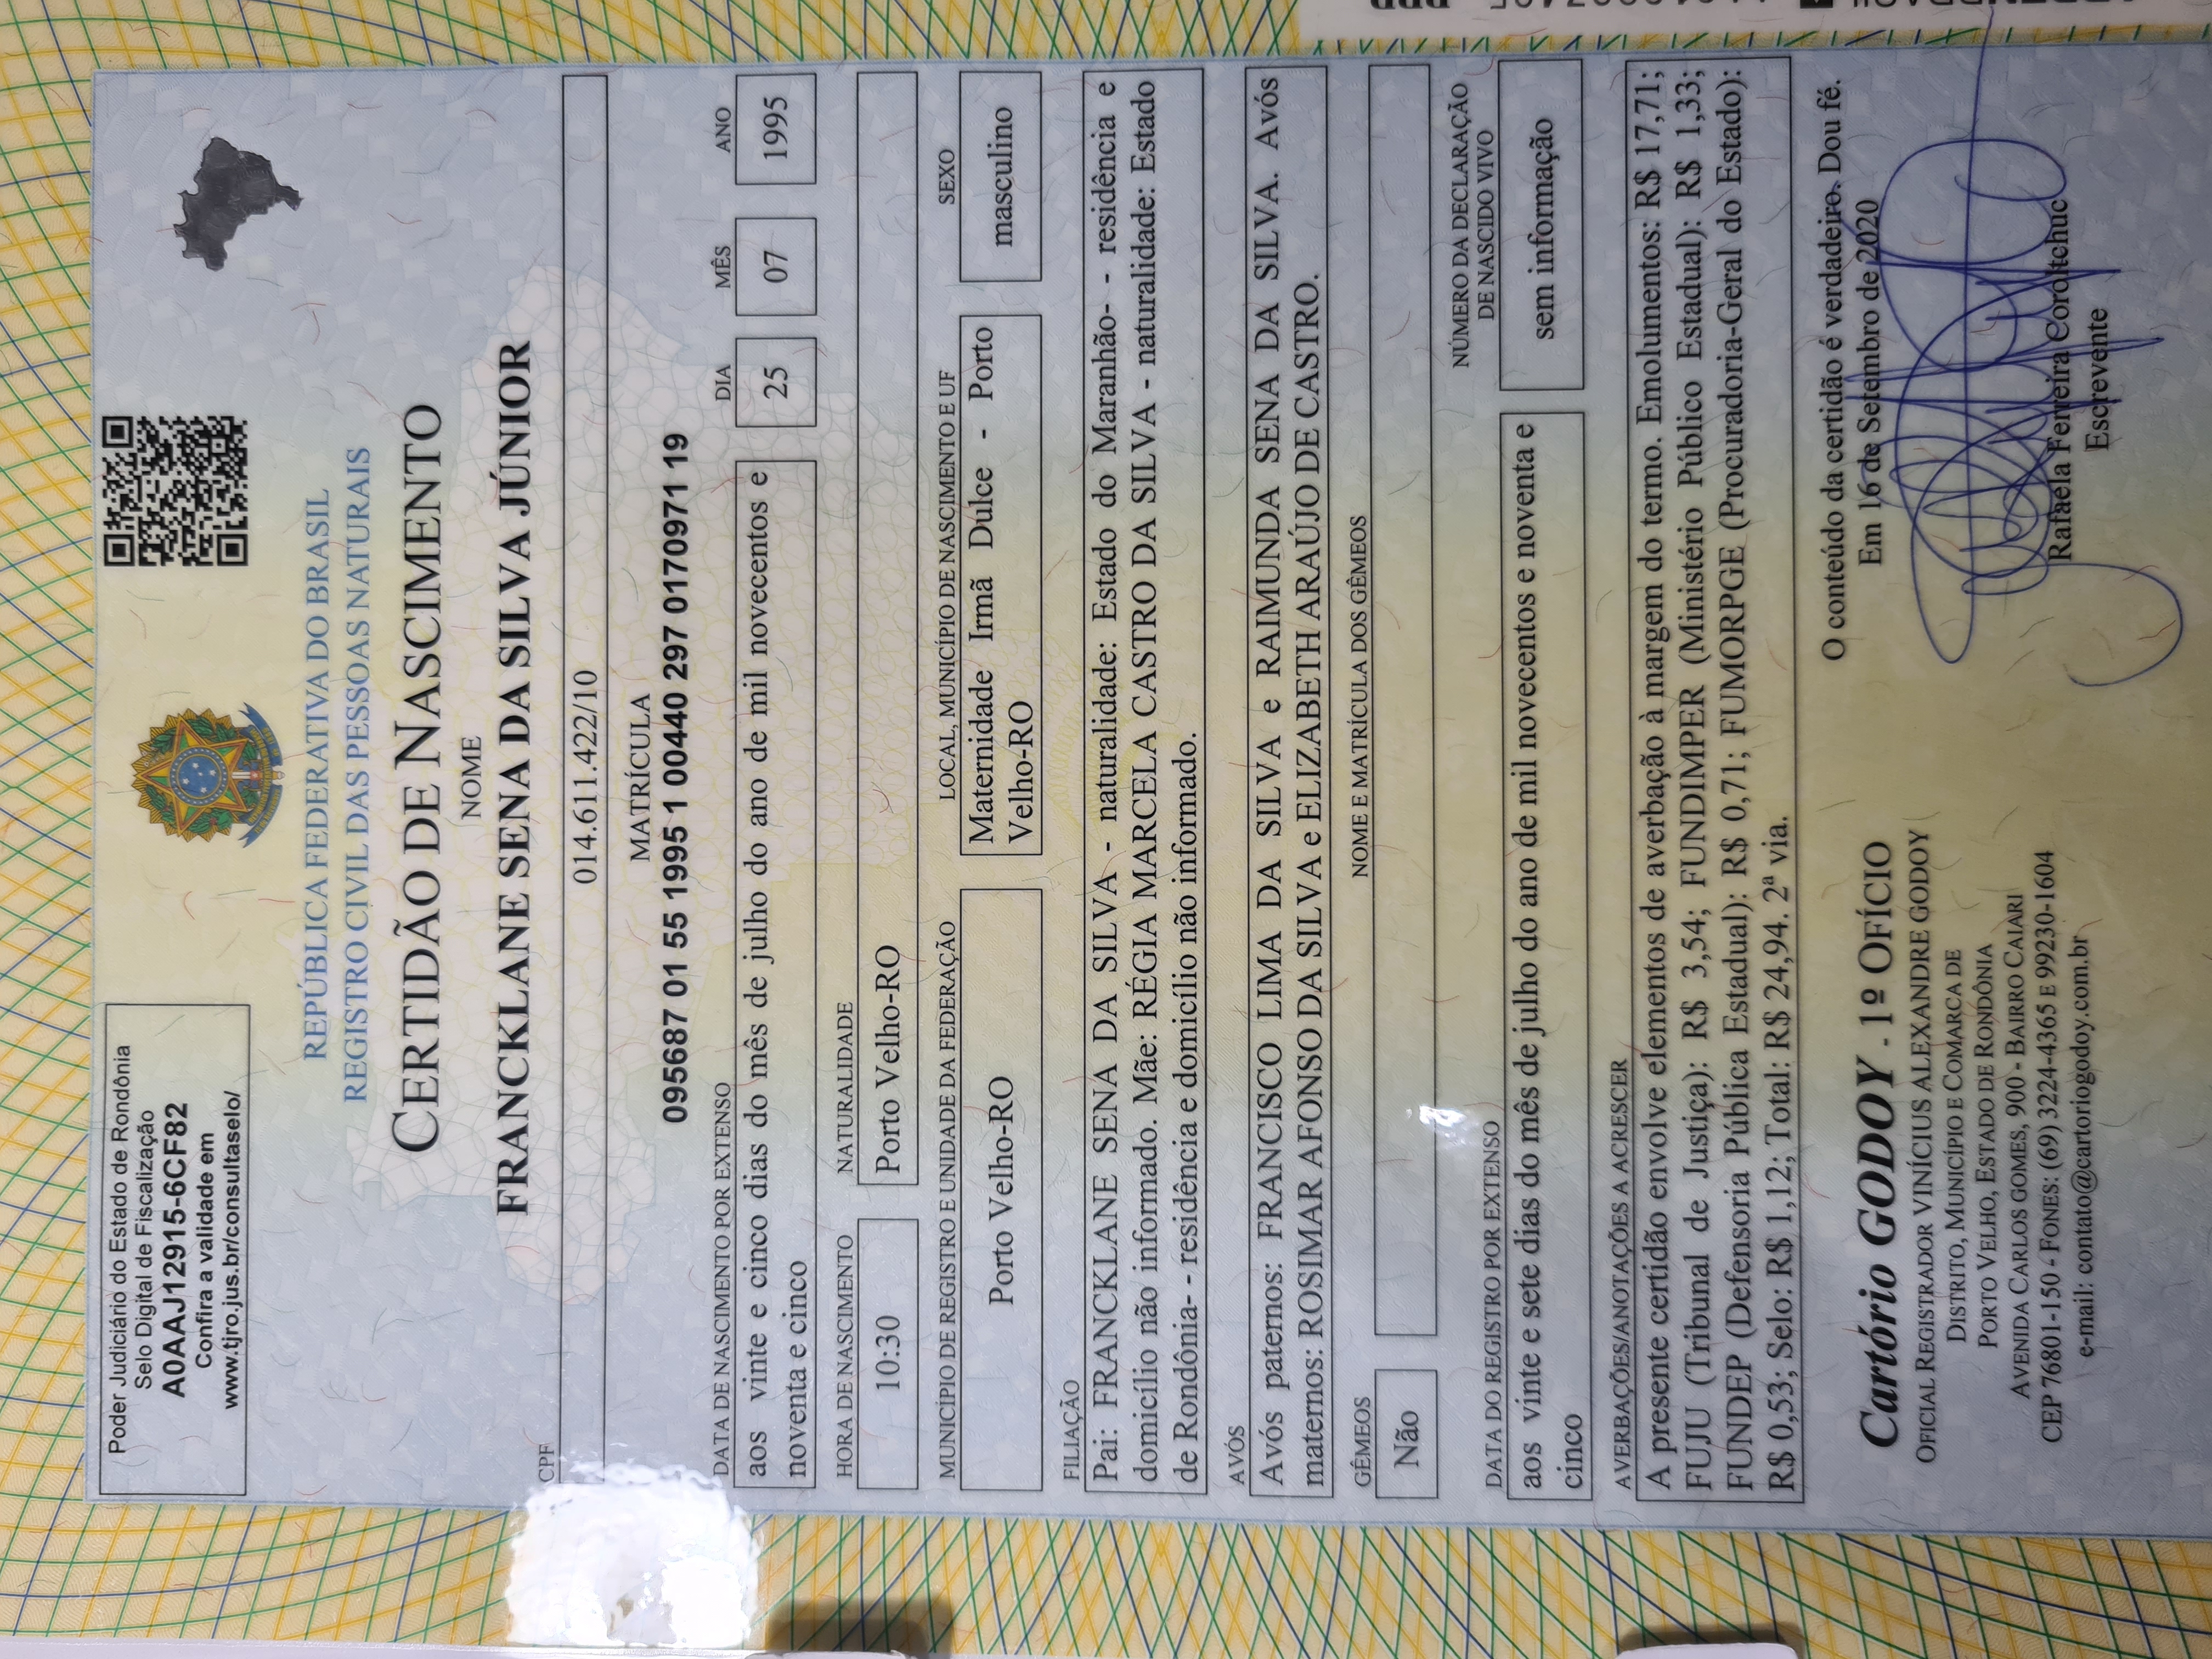 Poder Judiciário do Estado de Rondônia
Selo Digital de Fiscalização
A0AAJ12915-6CF82
Confira a validade em
www.tjro.jus.br/consultaselo/
REPÚBLICA FEDERATIVA DO BRASIL
REGISTRO CIVIL DAS PESSOAS NATURAIS
CERTIDÃO DE NASCIMENTO
NOME
FRANCKLANE SENA DA SILVA JÚNIOR
CPF
014.611.422/10
MATRÍCULA
095687 01 55 1995 1 00440 297 0170971 19
DATA DE NASCIMENTO POR EXTENSO
DIA
MÊS
ANO
aos vinte e cinco dias do mês de julho do ano de mil novecentos e
noventa e cinco
25
07
1995
HORA DE NASCIMENTO
NATURALIDADE
10:30
Porto Velho-RO
MUNICÍPIO DE REGISTRO E UNIDADE DA FEDERAÇÃO
LOCAL, MUNICÍPIO DE NASCIMENTO E UF
SEXO
Porto Velho-RO
Maternidade Irmã Dulce - Porto
Velho-RO
masculino
FILIAÇÃO
Pai: FRANCKLANE SENA DA SILVA - naturalidade: Estado do Maranhão- - residência e
domicílio não informado. Mãe: RÉGIA MARCELA CASTRO DA SILVA - naturalidade: Estado
de Rondônia- - residência e domicílio não informado.
AVÓS
Avós paternos: FRANCISCO LIMA DA SILVA e RAIMUNDA SENA DA SILVA. Avós
maternos: ROSIMAR AFONSO DA SILVA e ELIZABETH ARAÚJO DE CASTRO.
GÊMEOS
NOME E MATRÍCULA DOS GÊMEOS
Não
DATA DO REGISTRO POR EXTENSO
NÚMERO DA DECLARAÇÃO
DE NASCIDO VIVO
aos vinte e sete dias do mês de julho do ano de mil novecentos e noventa e
cinco
sem informação
AVERBAÇÕES/ANOTAÇÕES A ACRESCER
A presente certidão envolve elementos de averbação à margem do termo. Emolumentos: R$ 17,71;
FUJU (Tribunal de Justiça): R$ 3,54; FUNDIMPER (Ministério Público Estadual): R$ 1,33;
FUNDEP (Defensoria Pública Estadual): R$ 0,71; FUMORPGE (Procuradoria-Geral do Estado):
R$ 0,53; Selo: R$ 1,12; Total: R$ 24,94. 2ª via.
Cartório GODOY . 1º OFÍCIO
OFICIAL REGISTRADOR VINÍCIUS ALEXANDRE GODOY
DISTRITO, MUNICÍPIO E COMARCA DE
PORTO VELHO, ESTADO DE RONDÔNIA
AVENIDA CARLOS GOMES, 900 - BAIRRO CAIARI
CEP 76801-150 - FONES: (69) 3224-4365 E 99230-1604
e-mail: contato@cartoriogodoy.com.br
O conteúdo da certidão é verdadeiro. Dou fé.
Em 16 de Setembro de 2020
Rafaela Ferreira Coroltchuc
Escrevente